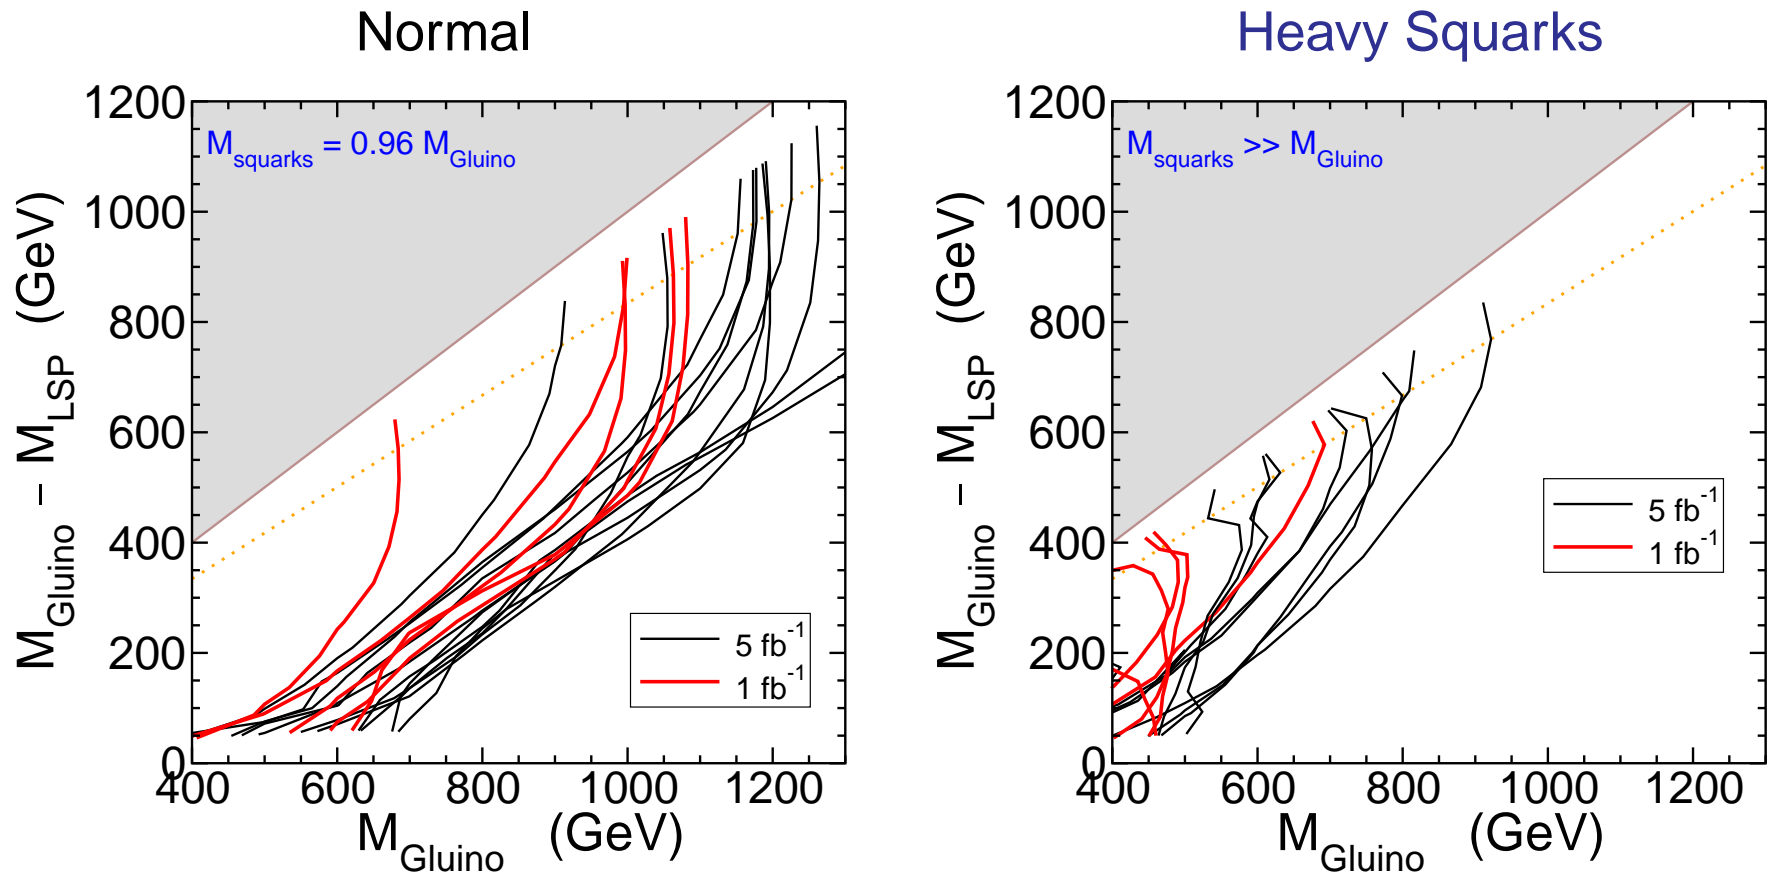 Normal
M_squarks = 0.96 M_Gluino
1200
1000
800
600
400
200
0
400 600 800 1000 1200
M_Gluino − M_LSP (GeV)
M_Gluino (GeV)
5 fb^-1
1 fb^-1
Heavy Squarks
M_squarks >> M_Gluino
1200
1000
800
600
400
200
0
400 600 800 1000 1200
M_Gluino − M_LSP (GeV)
M_Gluino (GeV)
5 fb^-1
1 fb^-1